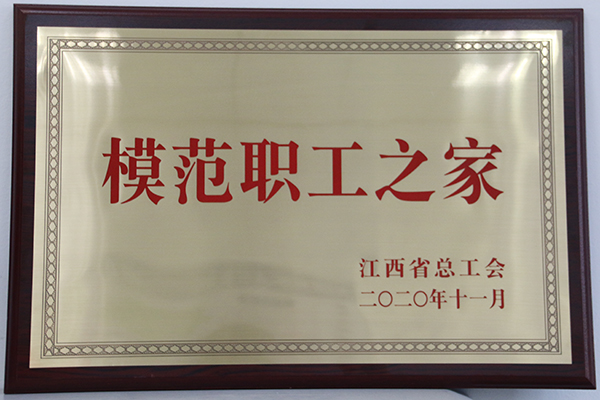 模范职工之家
江西省总工会
二〇二〇年十一月